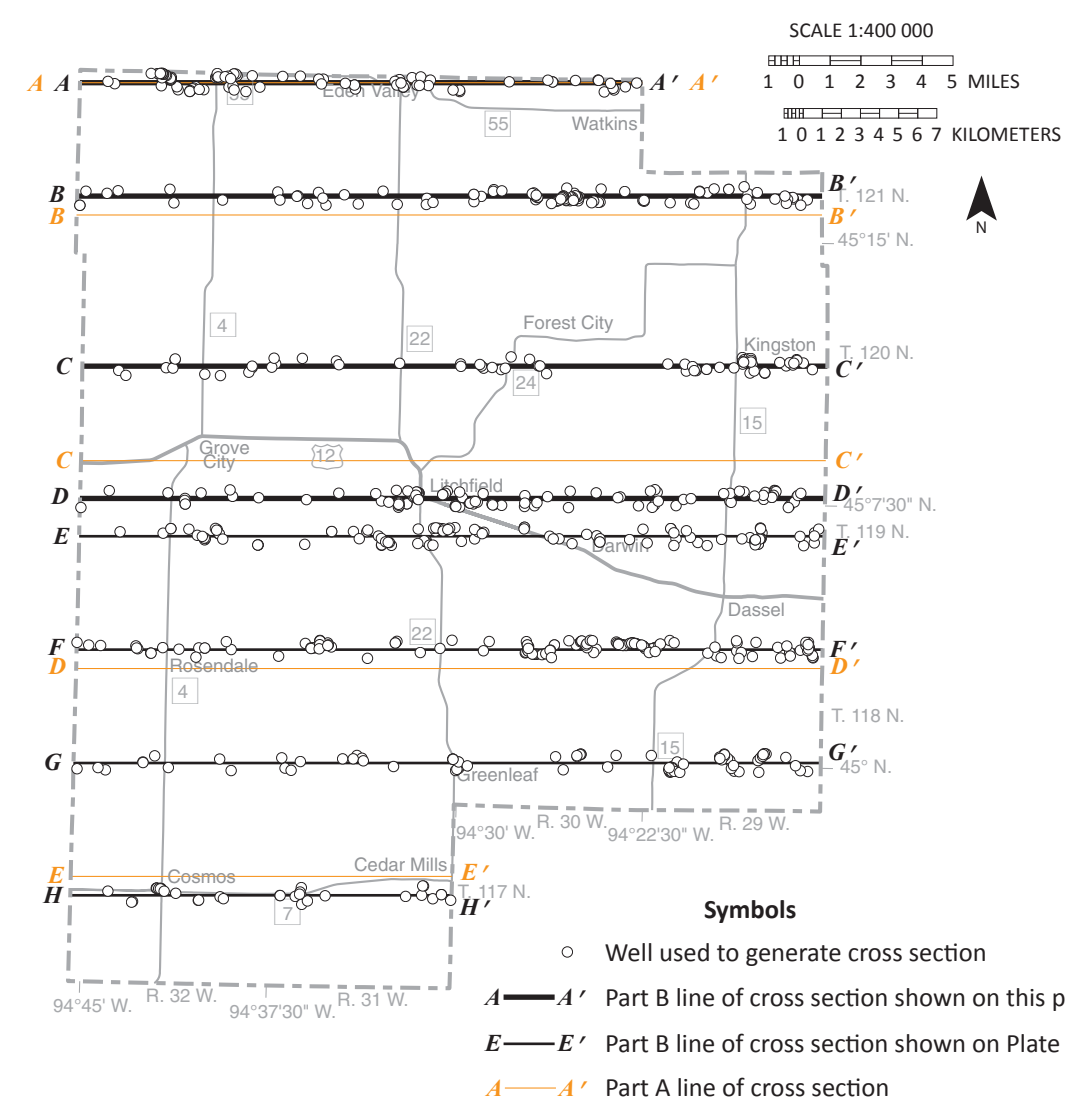 SCALE 1:400 000
1 0 1 2 3 4 5 MILES
1 0 1 2 3 4 5 6 7 KILOMETERS
A A A′ A′
Eden Valley
55
Watkins
B B′
T. 121 N.
B B′
N
45°15' N.
4
22
Forest City
Kingston
T. 120 N.
C C′
24
15
Grove
City
12
C C′
Litchfield
D D′
45°7'30" N.
T. 119 N.
E E′
Darwin
Dassel
22
F F′
Rosendale
D D′
4
T. 118 N.
15
G G′
45° N.
Greenleaf
94°30' W.
R. 30 W.
94°22'30" W.
R. 29 W.
Cedar Mills
E E′
Cosmos
H H′
T. 117 N.
7
94°45' W.
R. 32 W.
94°37'30" W.
R. 31 W.
Symbols
Well used to generate cross section
A A′ Part B line of cross section shown on this p
E E′ Part B line of cross section shown on Plate
A A′ Part A line of cross section